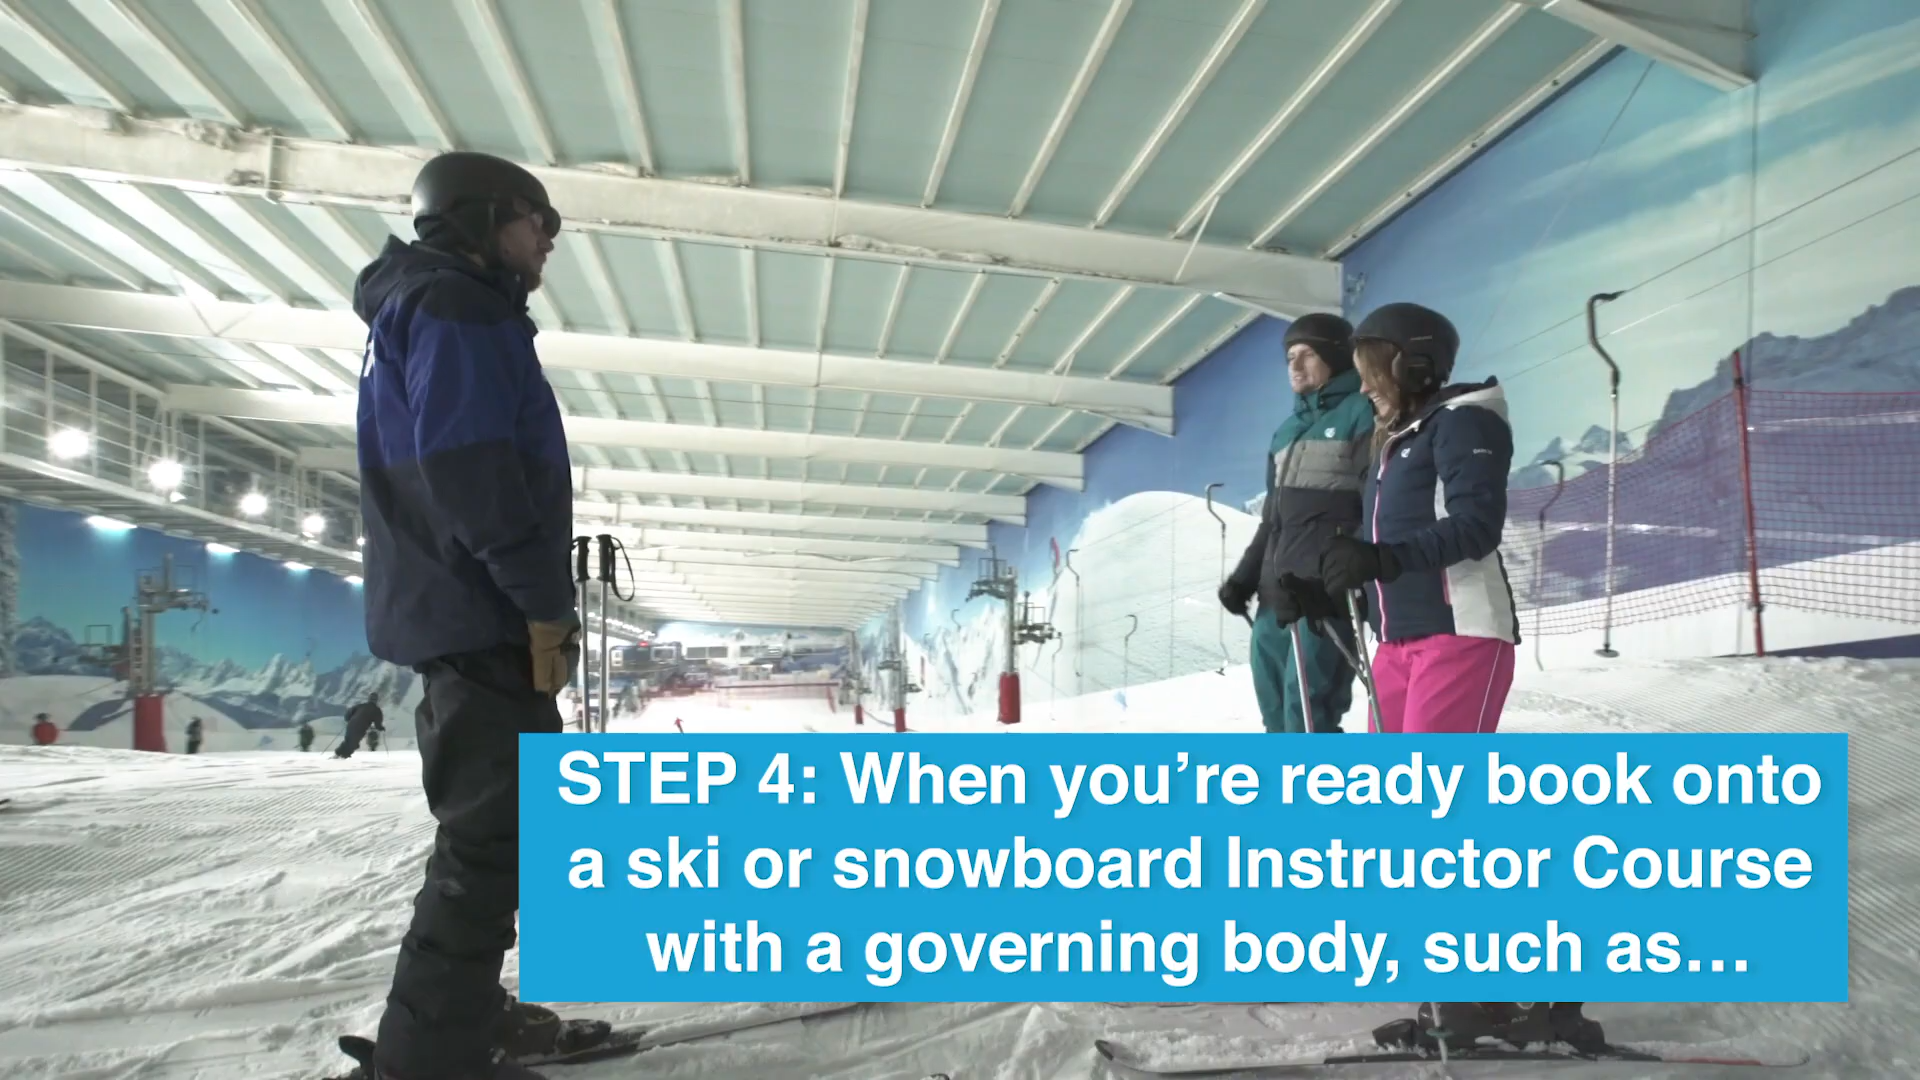 STEP 4: When you’re ready book onto
a ski or snowboard Instructor Course
with a governing body, such as…